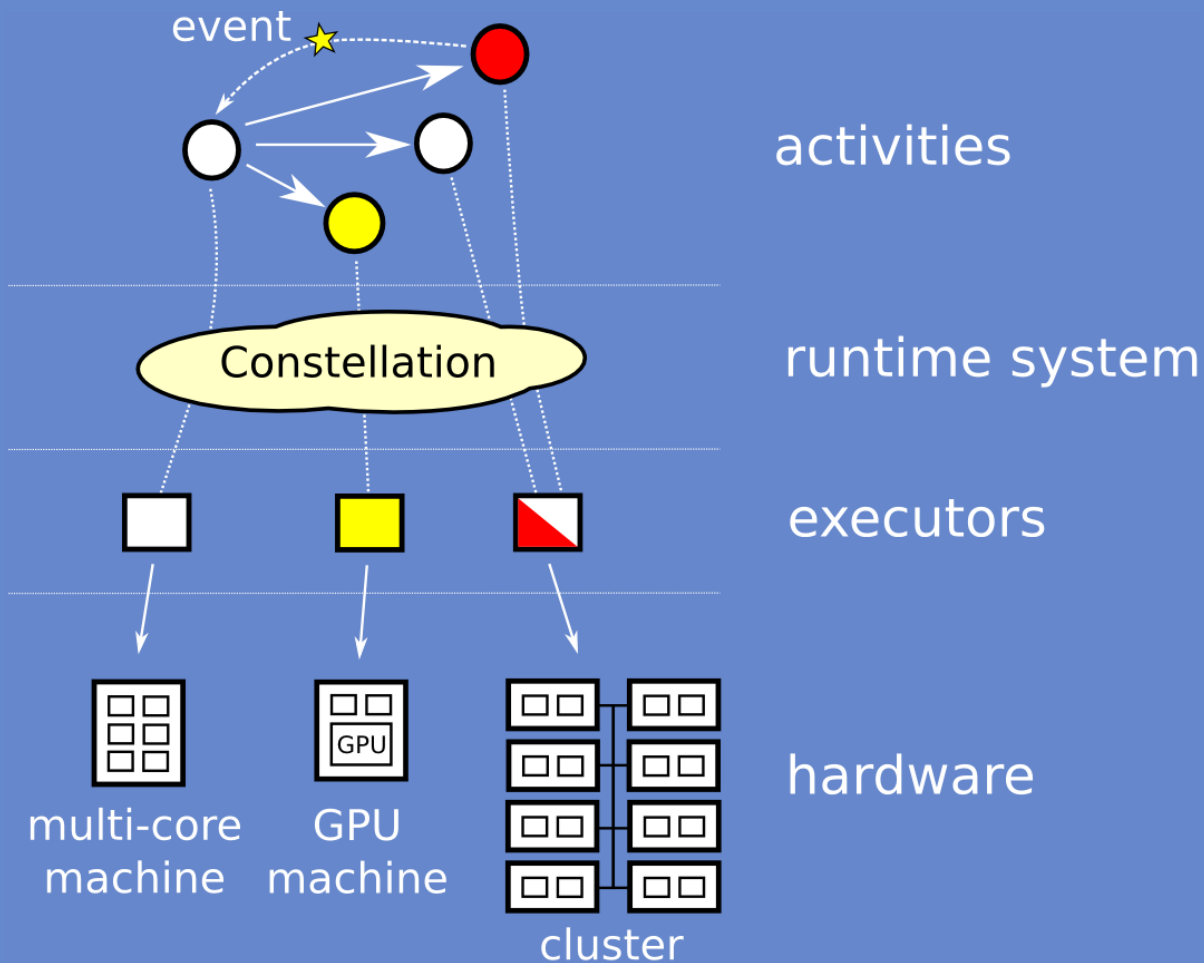 event
activities
Constellation
runtime system
executors
GPU
hardware
multi-core
machine
GPU
machine
cluster